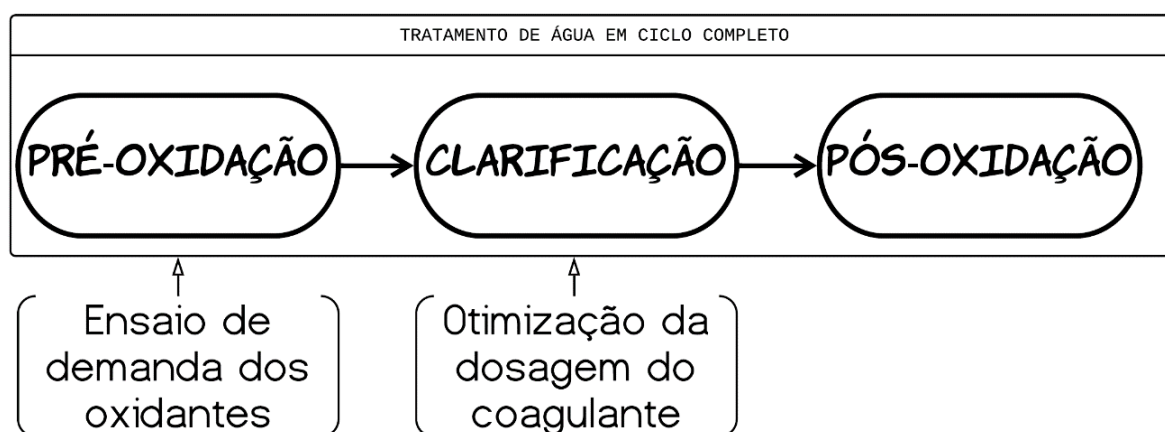 TRATAMENTO DE ÁGUA EM CICLO COMPLETO
PRÉ-OXIDAÇÃO
CLARIFICAÇÃO
PÓS-OXIDAÇÃO
Ensaio de
demanda dos
oxidantes
Otimização da
dosagem do
coagulante